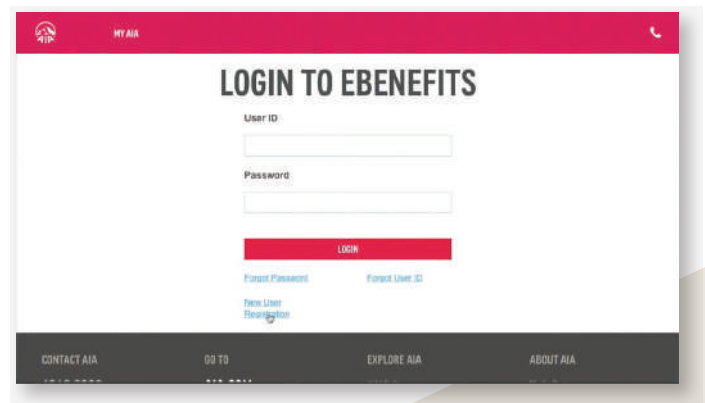 AIA
MY AIA
LOGIN TO EBENEFITS
User ID
Password
LOGIN
Forgot Password
Forgot User ID
New User
Registration
CONTACT AIA
GO TO
EXPLORE AIA
ABOUT AIA